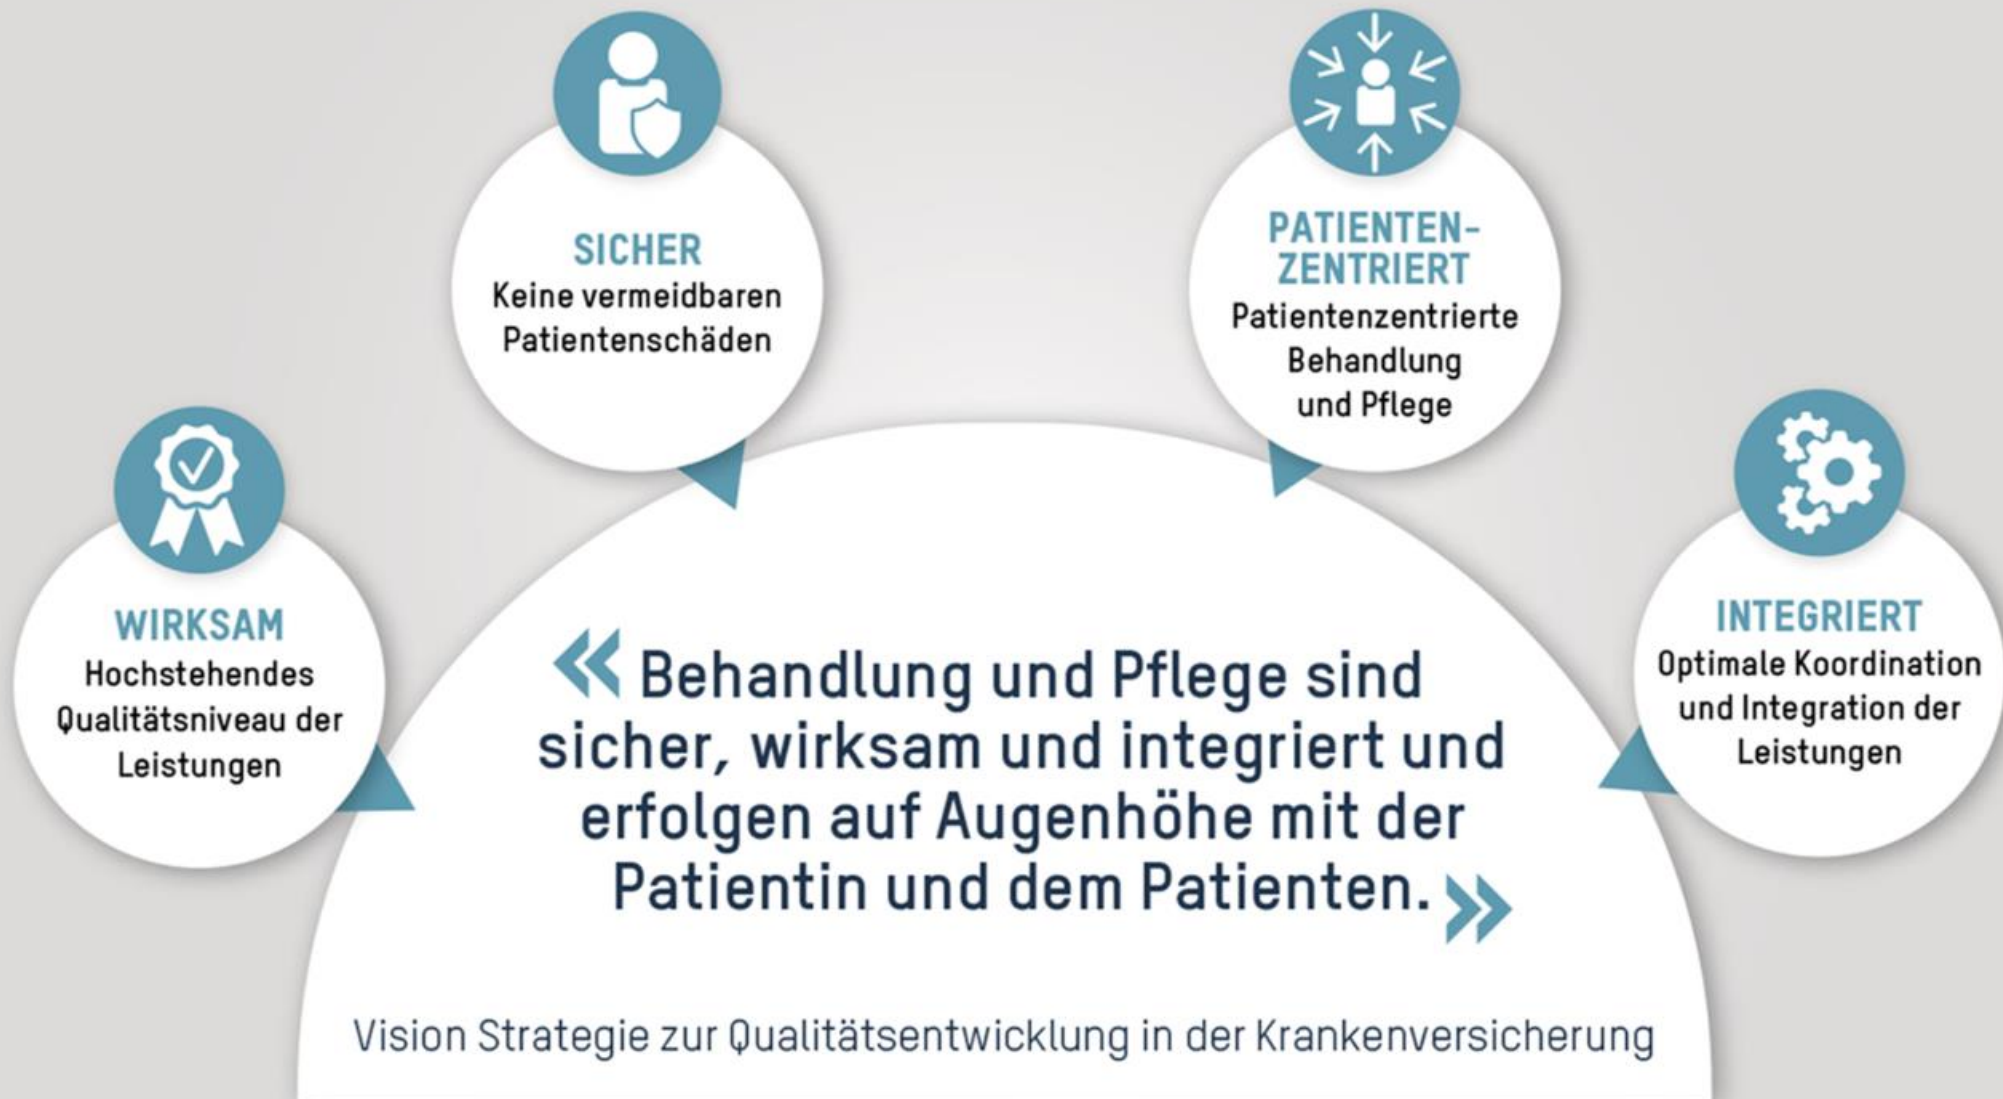 SICHER
Keine vermeidbaren
Patientenschäden
PATIENTEN-
ZENTRIERT
Patientenzentrierte
Behandlung
und Pflege
WIRKSAM
Hochstehendes
Qualitätsniveau der
Leistungen
INTEGRIERT
Optimale Koordination
und Integration der
Leistungen
« Behandlung und Pflege sind
sicher, wirksam und integriert und
erfolgen auf Augenhöhe mit der
Patientin und dem Patienten. »
Vision Strategie zur Qualitätsentwicklung in der Krankenversicherung